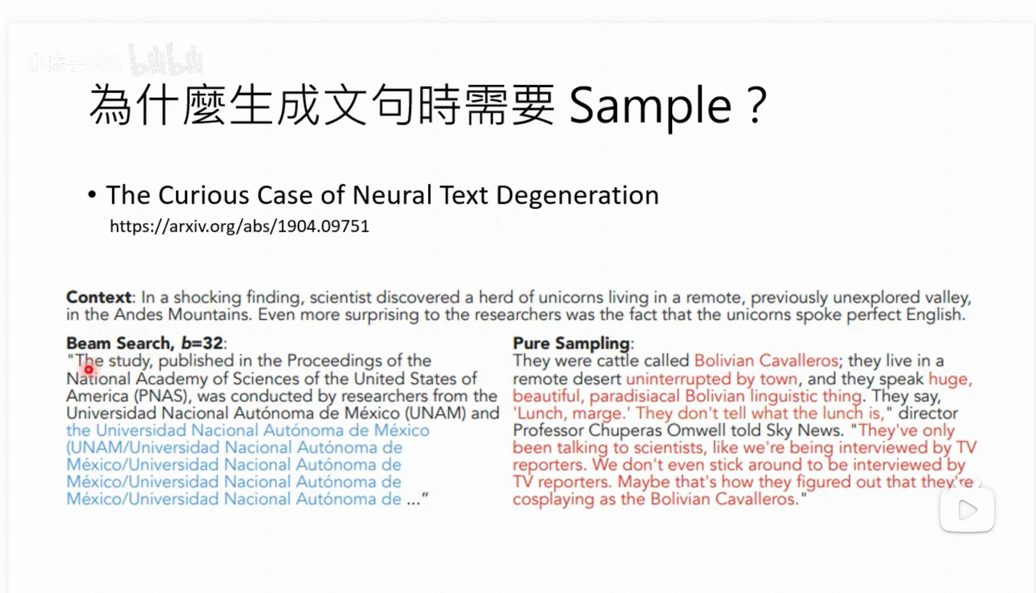 為什麼生成文句時需要 Sample？
• The Curious Case of Neural Text Degeneration
https://arxiv.org/abs/1904.09751
Context: In a shocking finding, scientist discovered a herd of unicorns living in a remote, previously unexplored valley,
in the Andes Mountains. Even more surprising to the researchers was the fact that the unicorns spoke perfect English.
Beam Search, b=32:
"The study, published in the Proceedings of the
National Academy of Sciences of the United States of
America (PNAS), was conducted by researchers from the
Universidad Nacional Autónoma de México (UNAM) and
the Universidad Nacional Autónoma de México
(UNAM/Universidad Nacional Autónoma de
México/Universidad Nacional Autónoma de
México/Universidad Nacional Autónoma de
México/Universidad Nacional Autónoma de ..."
Pure Sampling:
They were cattle called Bolivian Cavalleros; they live in a
remote desert uninterrupted by town, and they speak huge,
beautiful, paradisiacal Bolivian linguistic thing. They say,
'Lunch, marge.' They don't tell what the lunch is," director
Professor Chuperas Omwell told Sky News. "They've only
been talking to scientists, like we're being interviewed by TV
reporters. We don't even stick around to be interviewed by
TV reporters. Maybe that's how they figured out that they're
cosplaying as the Bolivian Cavalleros."